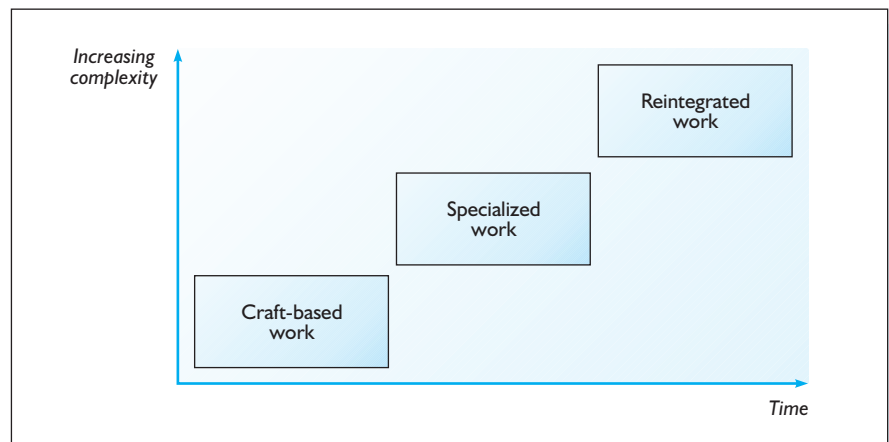 Increasing
complexity
Reintegrated
work
Specialized
work
Craft-based
work
Time